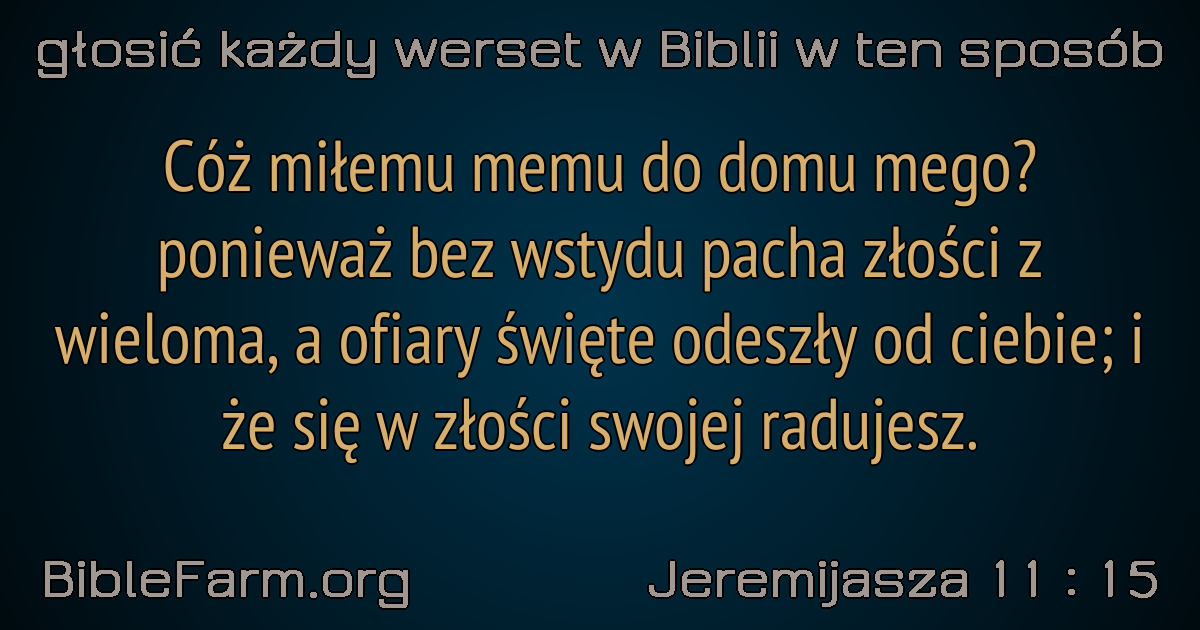 głosić każdy werset w Biblii w ten sposób
Cóż miłemu memu do domu mego?
ponieważ bez wstydu pacha złości z
wieloma, a ofiary święte odeszły od ciebie; i
że się w złości swojej radujesz.
BibleFarm.org
Jeremijasza 11 : 15